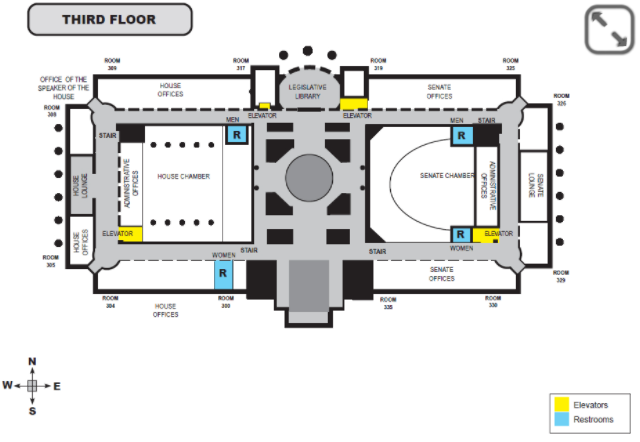 THIRD FLOOR
ROOM
309
ROOM
317
ROOM
319
ROOM
325
OFFICE OF THE
SPEAKER OF THE
HOUSE
HOUSE
OFFICES
LEGISLATIVE
LIBRARY
SENATE
OFFICES
ROOM
308
ROOM
326
ELEVATOR
ELEVATOR
MEN
MEN
STAIR
STAIR
R
R
HOUSE
LOUNGE
ADMINISTRATIVE
OFFICES
HOUSE CHAMBER
SENATE CHAMBER
ADMINISTRATIVE
OFFICES
SENATE
LOUNGE
HOUSE
OFFICES
ELEVATOR
R
ELEVATOR
STAIR
STAIR
WOMEN
WOMEN
ROOM
305
R
SENATE
OFFICES
ROOM
329
ROOM
304
HOUSE
OFFICES
ROOM
300
ROOM
335
ROOM
330
N
W
E
S
Elevators
Restrooms